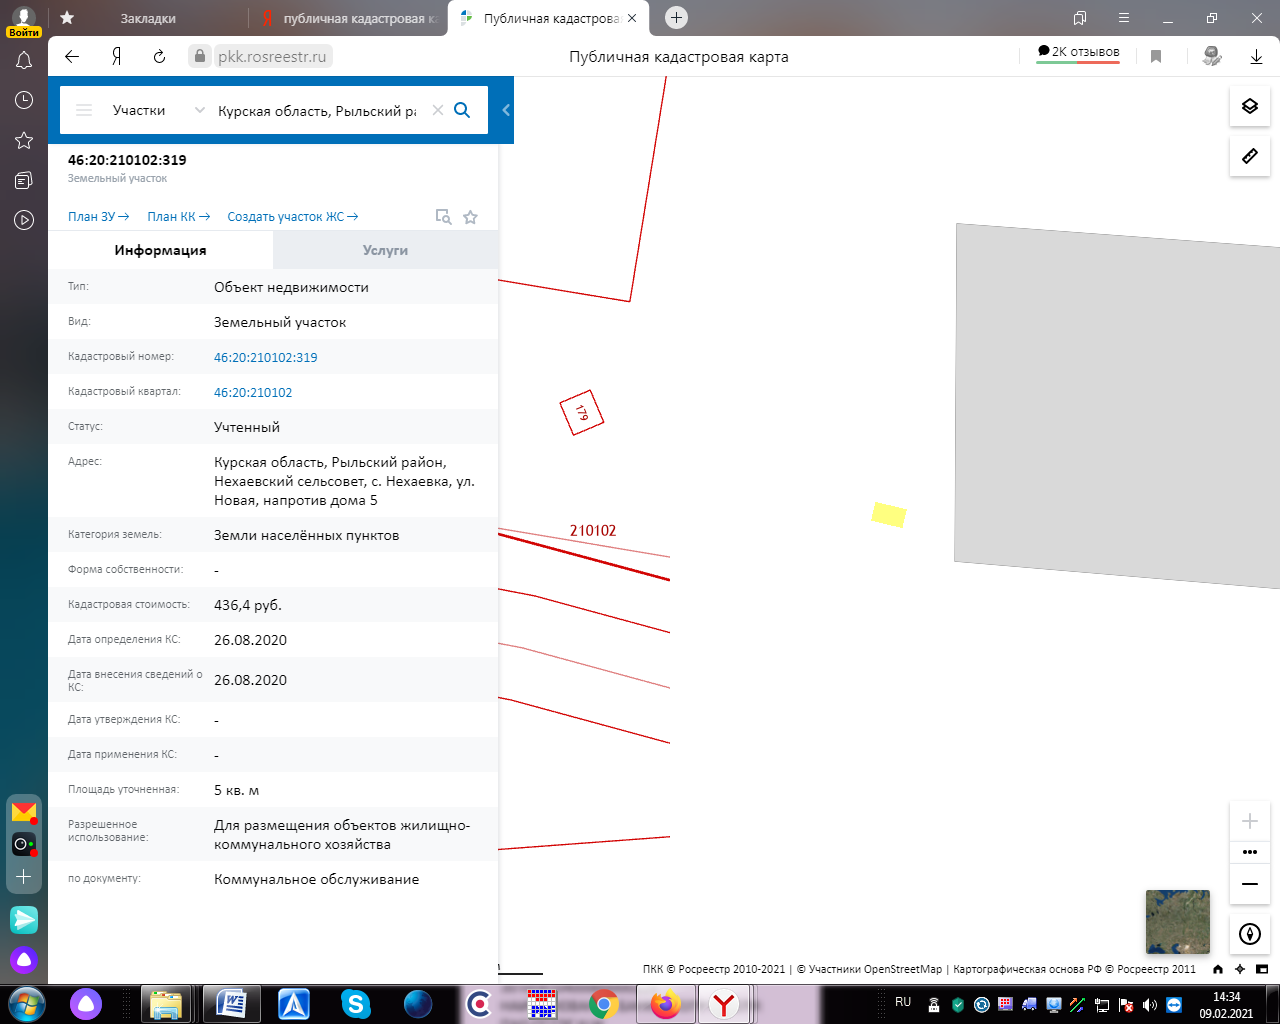 Войти
Закладки
публичная кадастровая ка
Публичная кадастрова
pkk.rosreestr.ru
Публичная кадастровая карта
2К отзывов
Участки
Курская область, Рыльский ра
46:20:210102:319
Земельный участок
План ЗУ→
План КК→
Создать участок ЖС→
Информация
Услуги
Тип:
Объект недвижимости
Вид:
Земельный участок
Кадастровый номер:
46:20:210102:319
Кадастровый квартал:
46:20:210102
Статус:
Учтенный
Адрес:
Курская область, Рыльский район,
Нехаевский сельсовет, с. Нехаевка, ул.
Новая, напротив дома 5
Категория земель:
Земли населённых пунктов
Форма собственности:
-
Кадастровая стоимость:
436,4 руб.
Дата определения КС:
26.08.2020
Дата внесения сведений о
КС:
26.08.2020
Дата утверждения КС:
-
Дата применения КС:
-
Площадь уточненная:
5 кв. м
Разрешенное
использование:
Для размещения объектов жилищно-
коммунального хозяйства
по документу:
Коммунальное обслуживание
179
210102
ПКК © Росреестр 2010-2021 | © Участники OpenStreetMap | Картографическая основа РФ © Росреестр 2011
RU
14:34
09.02.2021